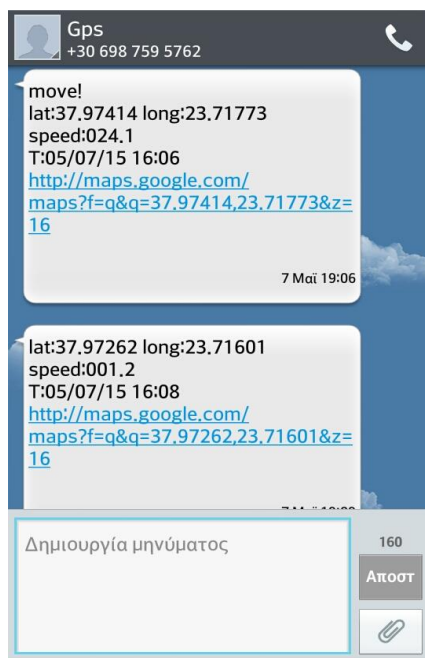 Gps
+30 698 759 5762
move!
lat:37.97414 long:23.71773
speed:024.1
T:05/07/15 16:06
http://maps.google.com/
maps?f=q&q=37.97414,23.71773&z=
16
7 Μαϊ 19:06
lat:37.97262 long:23.71601
speed:001.2
T:05/07/15 16:08
http://maps.google.com/
maps?f=q&q=37.97262,23.71601&z=
16
Δημιουργία μηνύματος
160
Αποστ